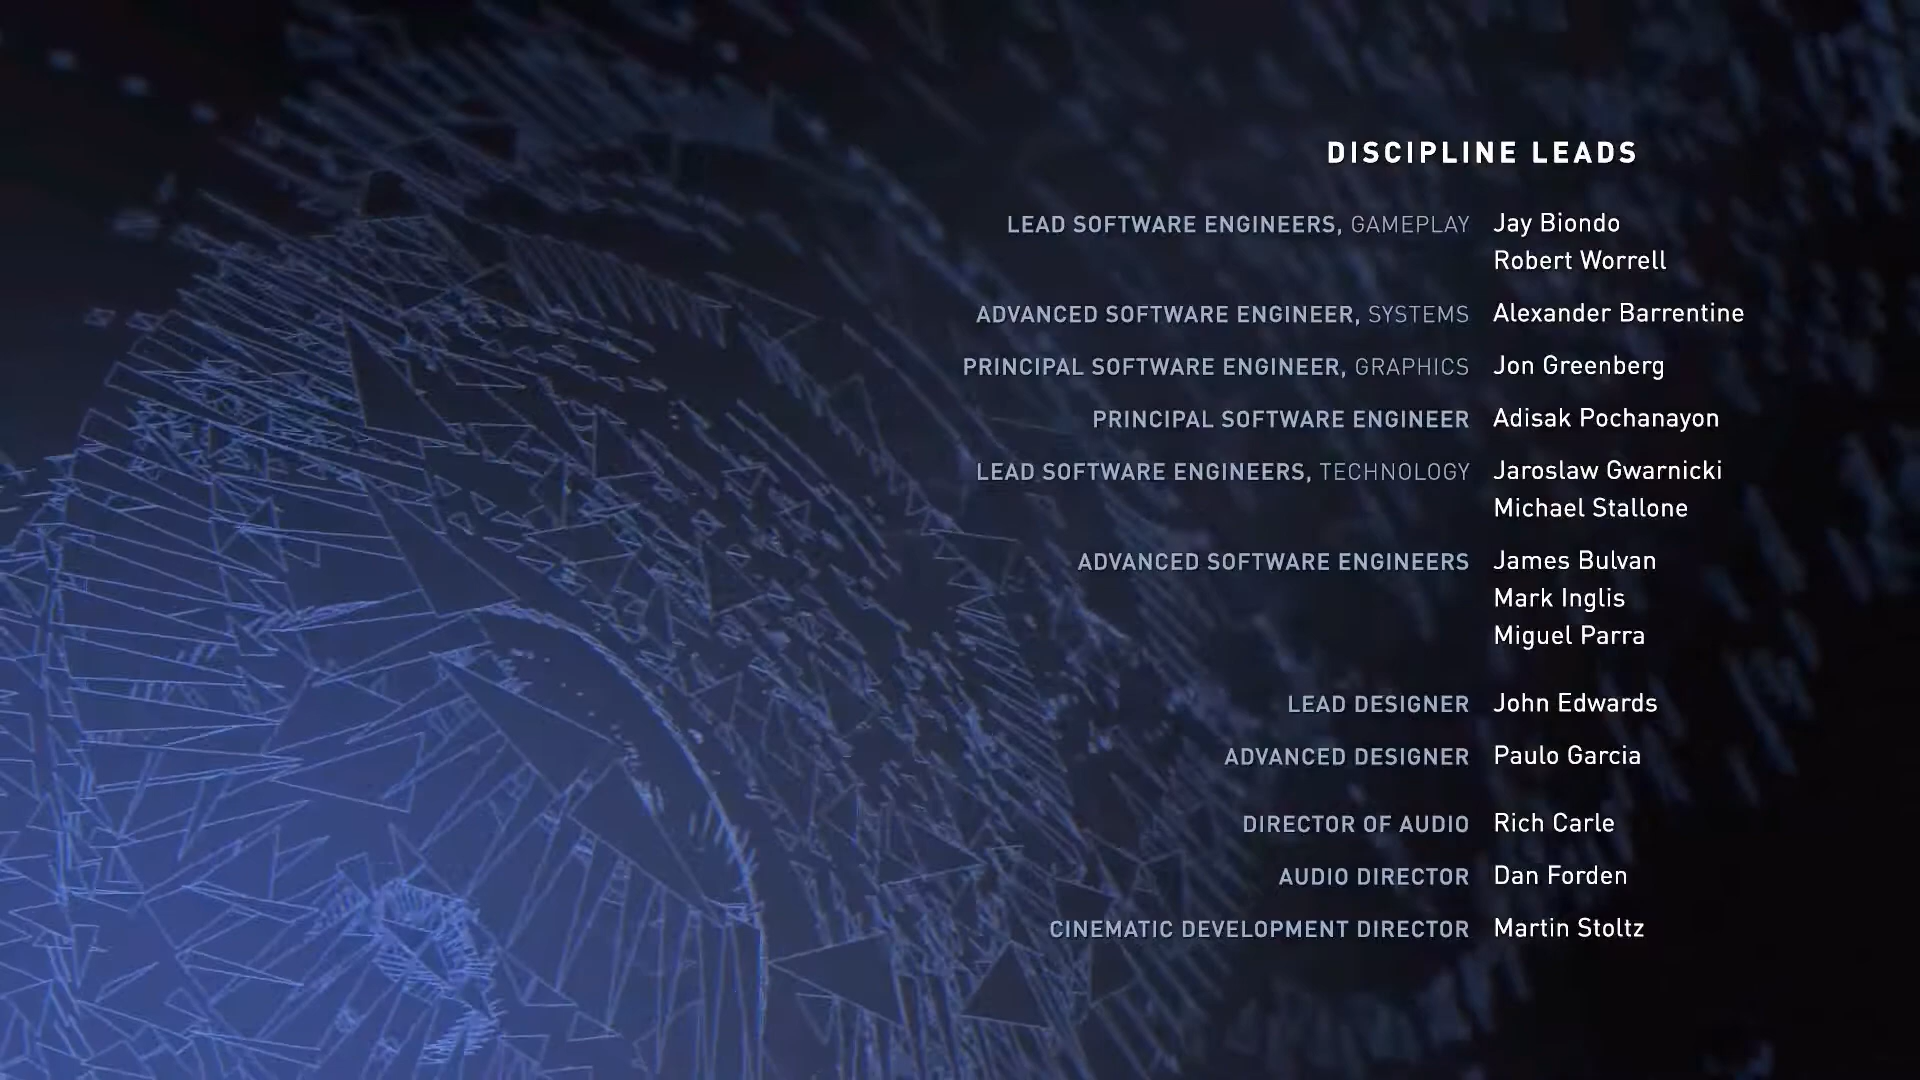 DISCIPLINE LEADS
LEAD SOFTWARE ENGINEERS, GAMEPLAY Jay Biondo
Robert Worrell
ADVANCED SOFTWARE ENGINEER, SYSTEMS Alexander Barrentine
PRINCIPAL SOFTWARE ENGINEER, GRAPHICS Jon Greenberg
PRINCIPAL SOFTWARE ENGINEER Adisak Pochanayon
LEAD SOFTWARE ENGINEERS, TECHNOLOGY Jaroslaw Gwarnicki
Michael Stallone
ADVANCED SOFTWARE ENGINEERS James Bulvan
Mark Inglis
Miguel Parra
LEAD DESIGNER John Edwards
ADVANCED DESIGNER Paulo Garcia
DIRECTOR OF AUDIO Rich Carle
AUDIO DIRECTOR Dan Forden
CINEMATIC DEVELOPMENT DIRECTOR Martin Stoltz